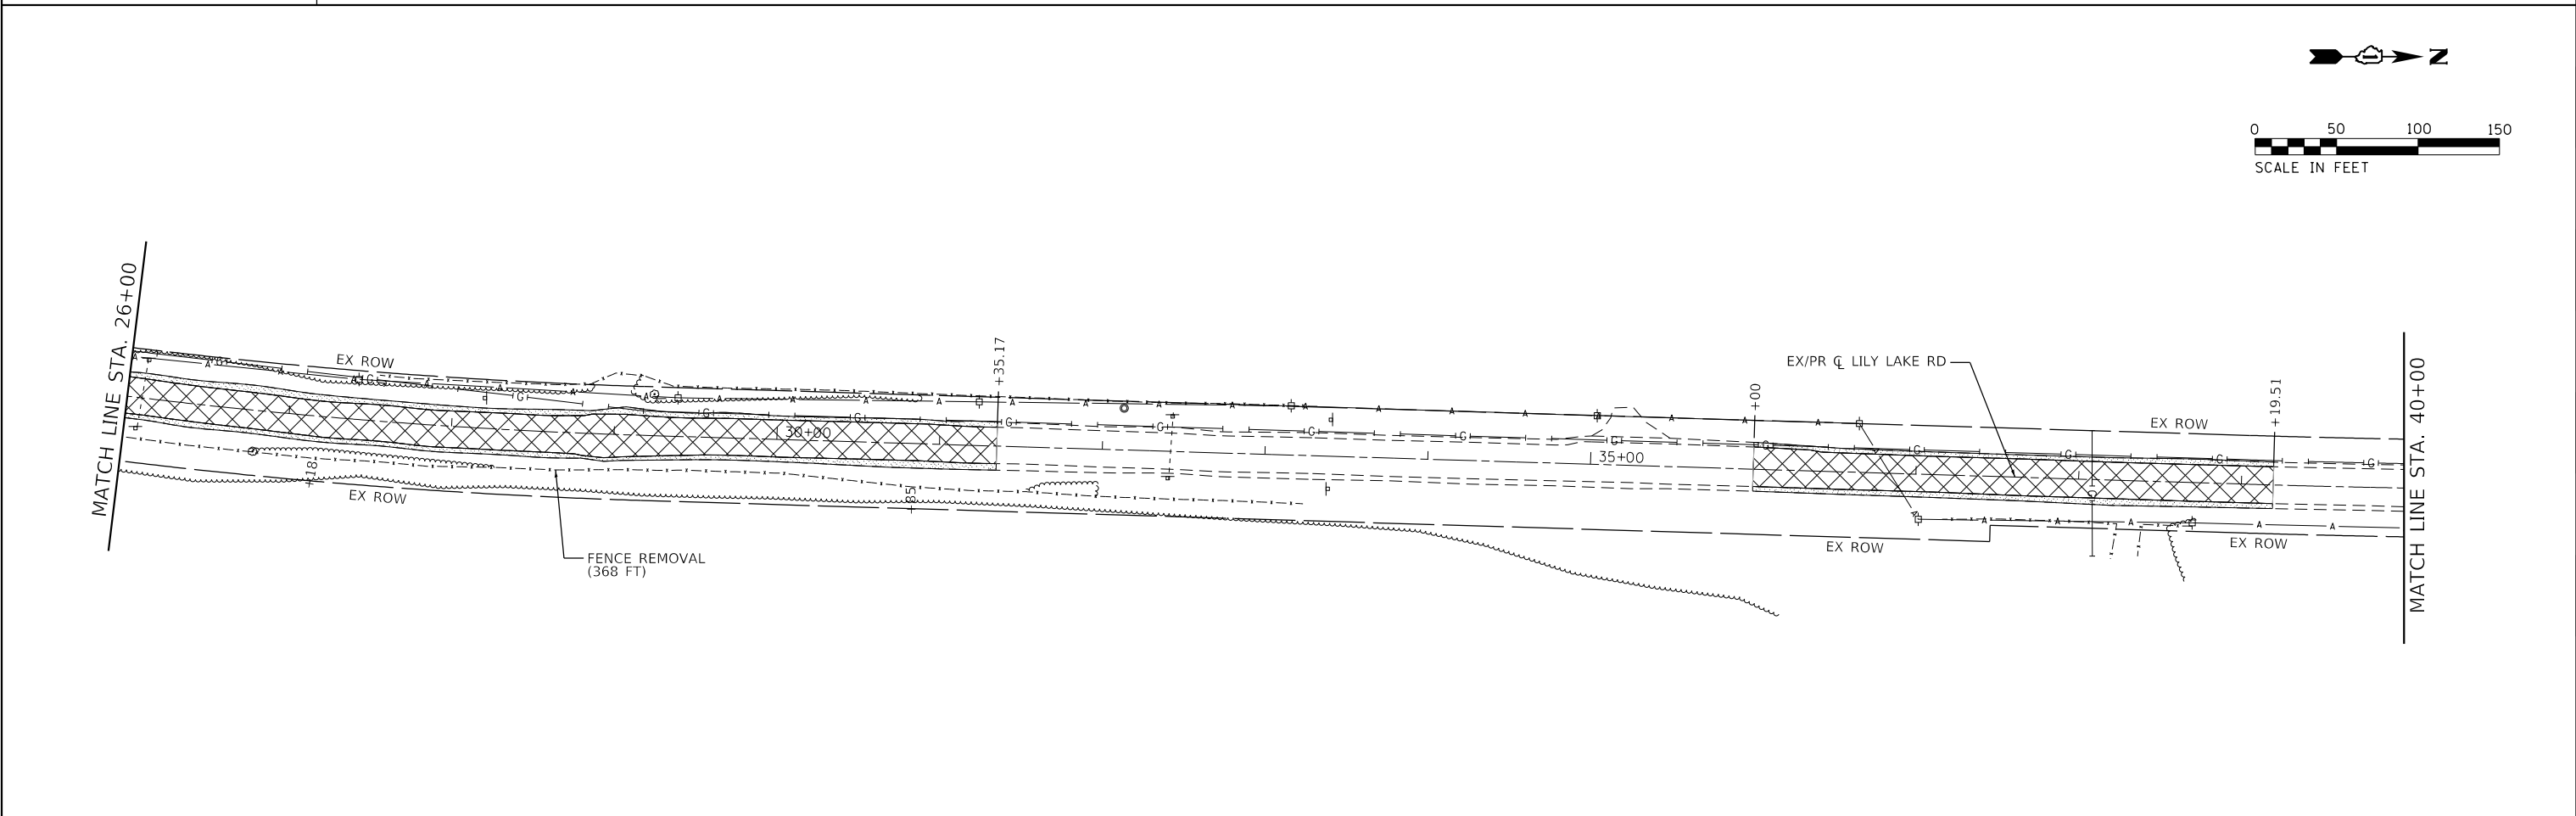 N
0 50 100 150
SCALE IN FEET
MATCH LINE STA. 26+00
EX ROW
+35.17
EX/PR ℄ LILY LAKE RD
+00
+19.51
EX ROW
MATCH LINE STA. 40+00
30+00
35+00
+18
EX ROW
+85
EX ROW
EX ROW
FENCE REMOVAL
(368 FT)